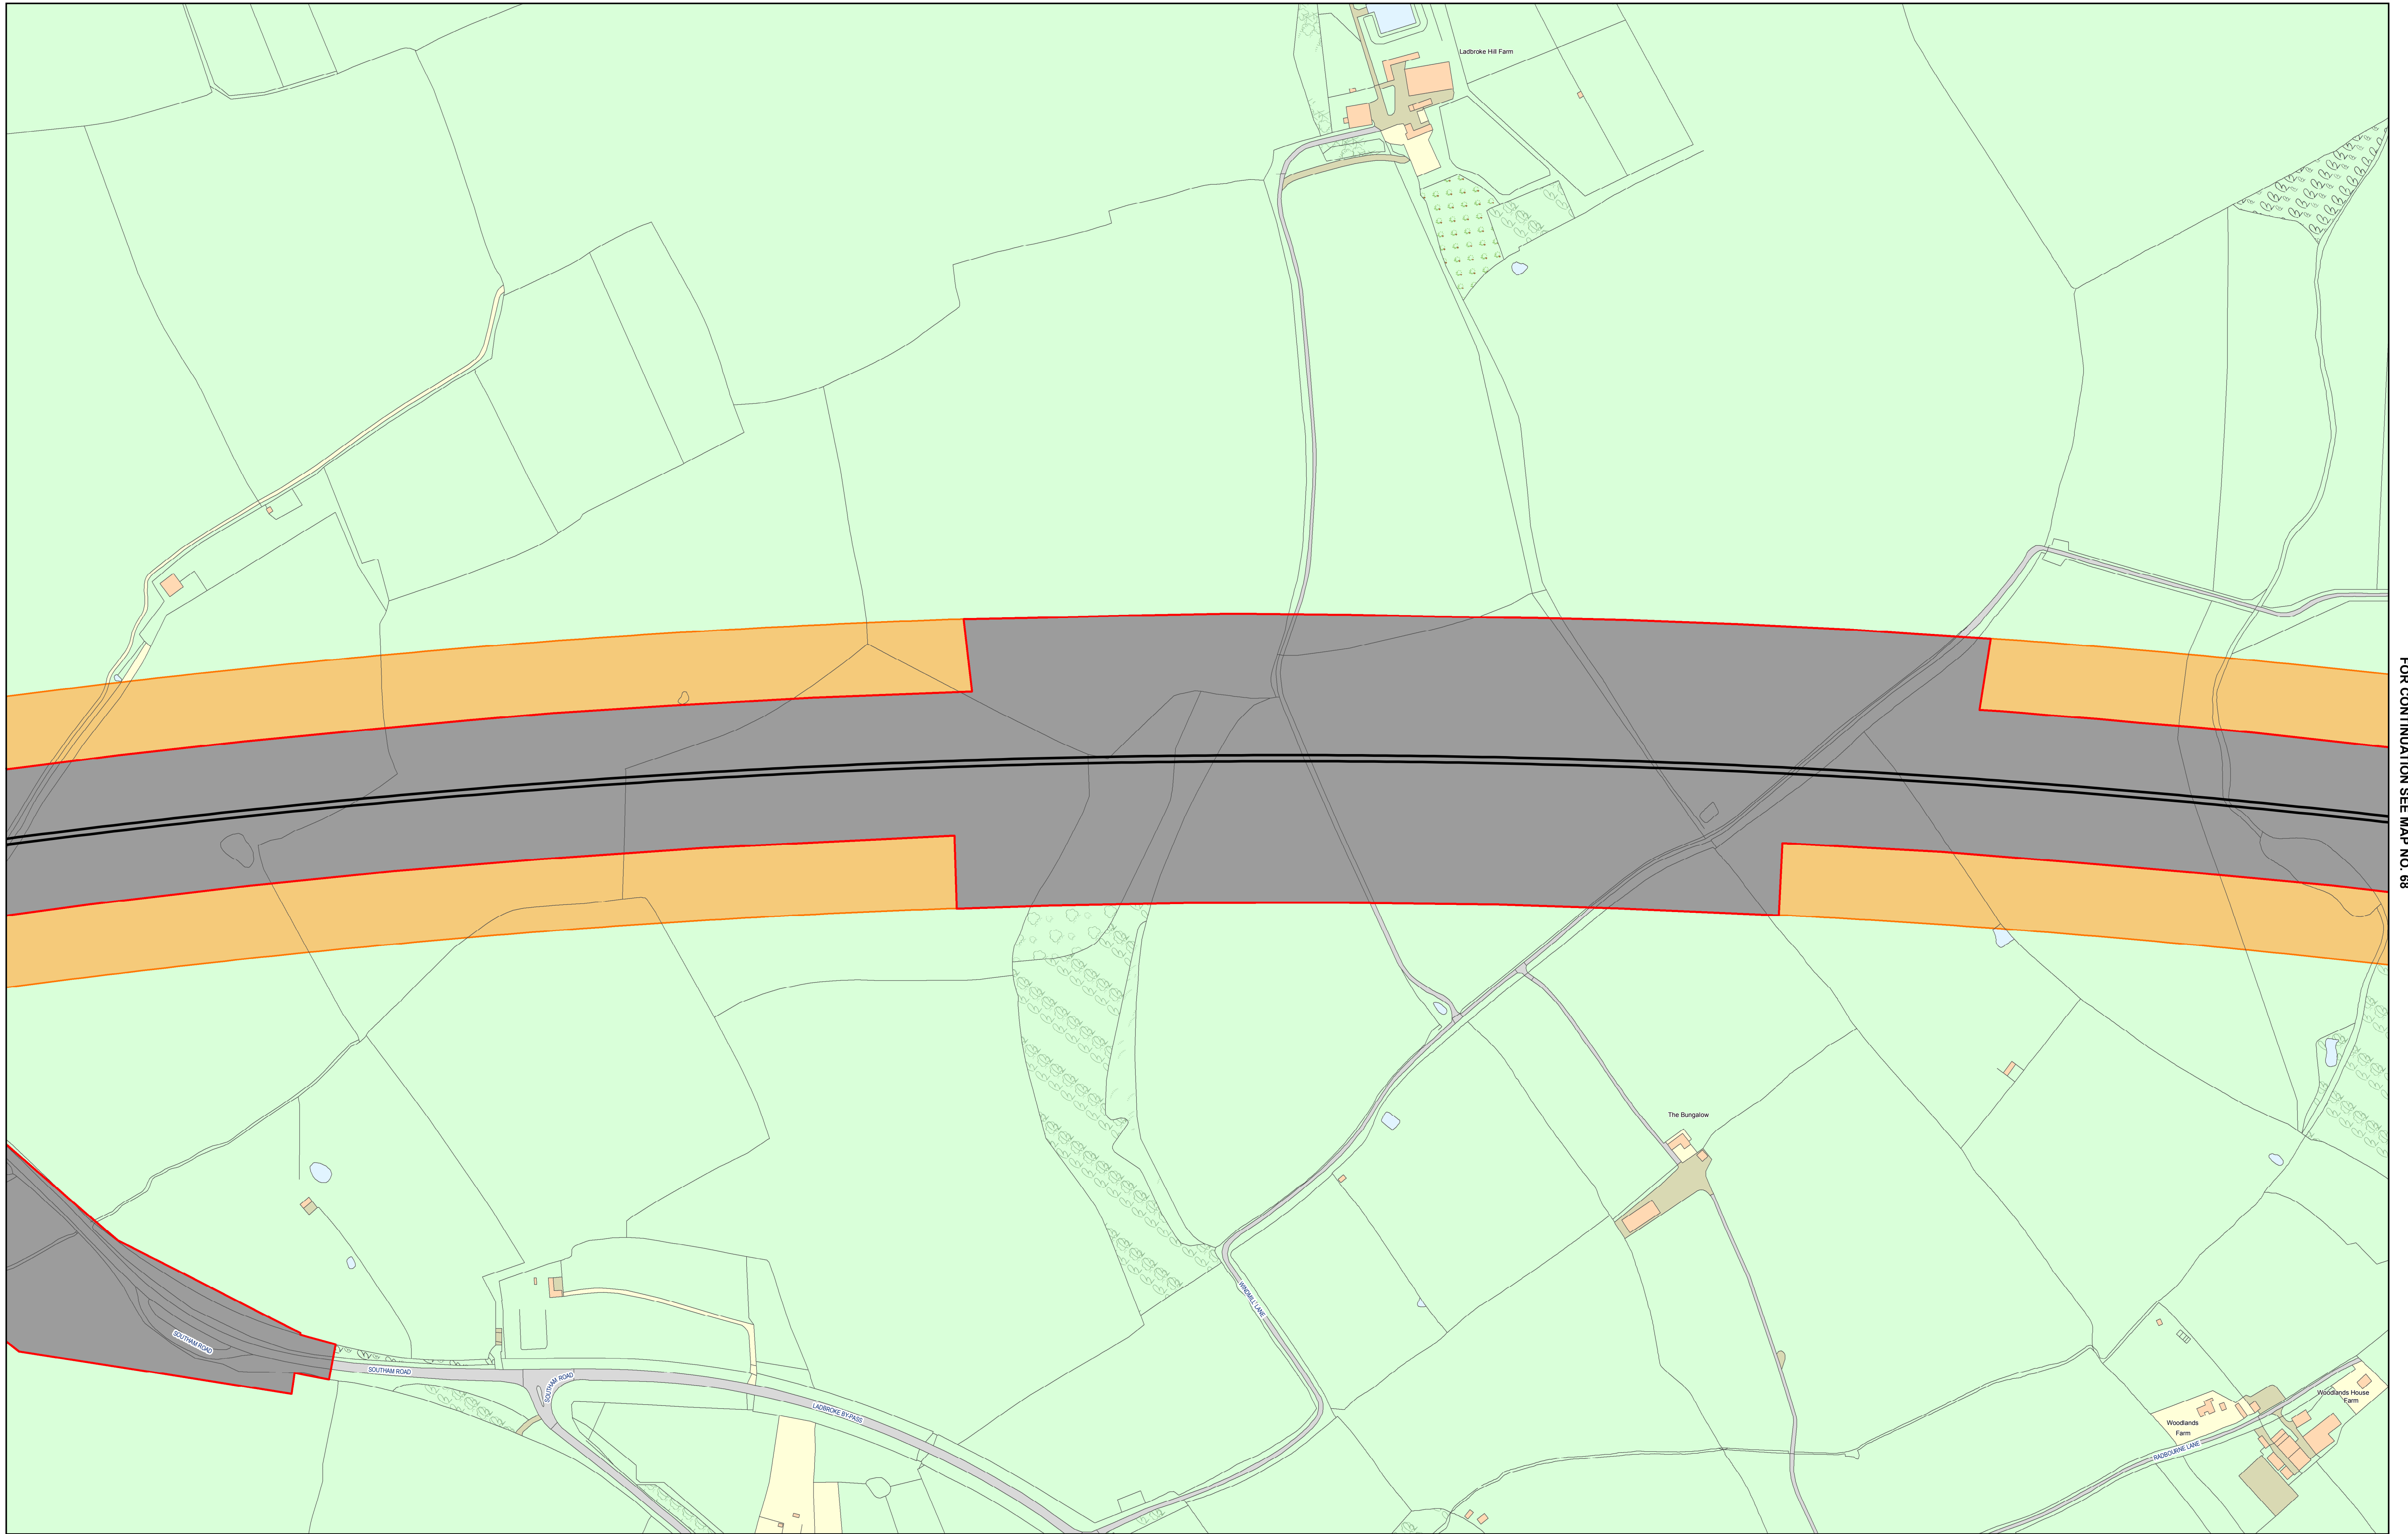 Ladbroke Hill Farm
FOR CONTINUATION SEE MAP NO. 68
The Bungalow
WINDMILL LANE
SOUTHAM ROAD
SOUTHAM ROAD
SOUTHAM ROAD
LADBROKE BY-PASS
Woodlands House
Farm
Woodlands
Farm
RADBOURNE LANE